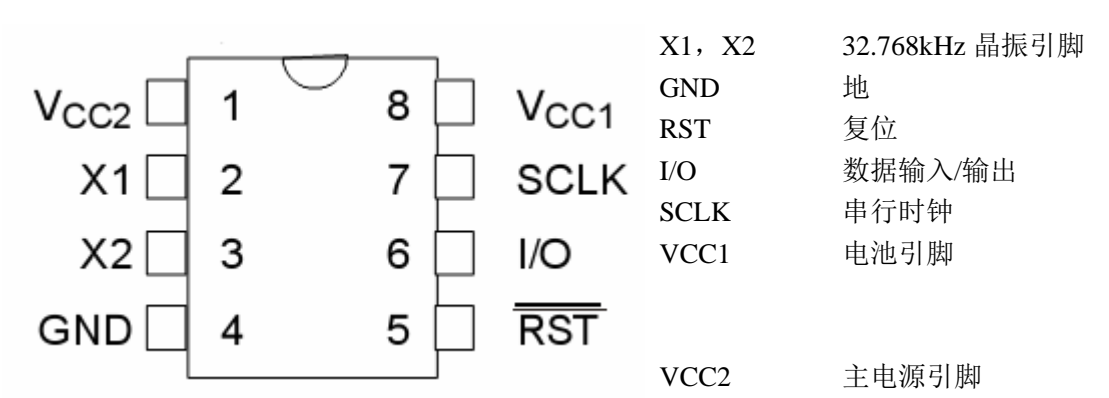 V_CC2 1 8 V_CC1
X1 2 7 SCLK
X2 3 6 I/O
GND 4 5 RST
X1，X2 32.768kHz 晶振引脚
GND 地
RST 复位
I/O 数据输入/输出
SCLK 串行时钟
VCC1 电池引脚
VCC2 主电源引脚